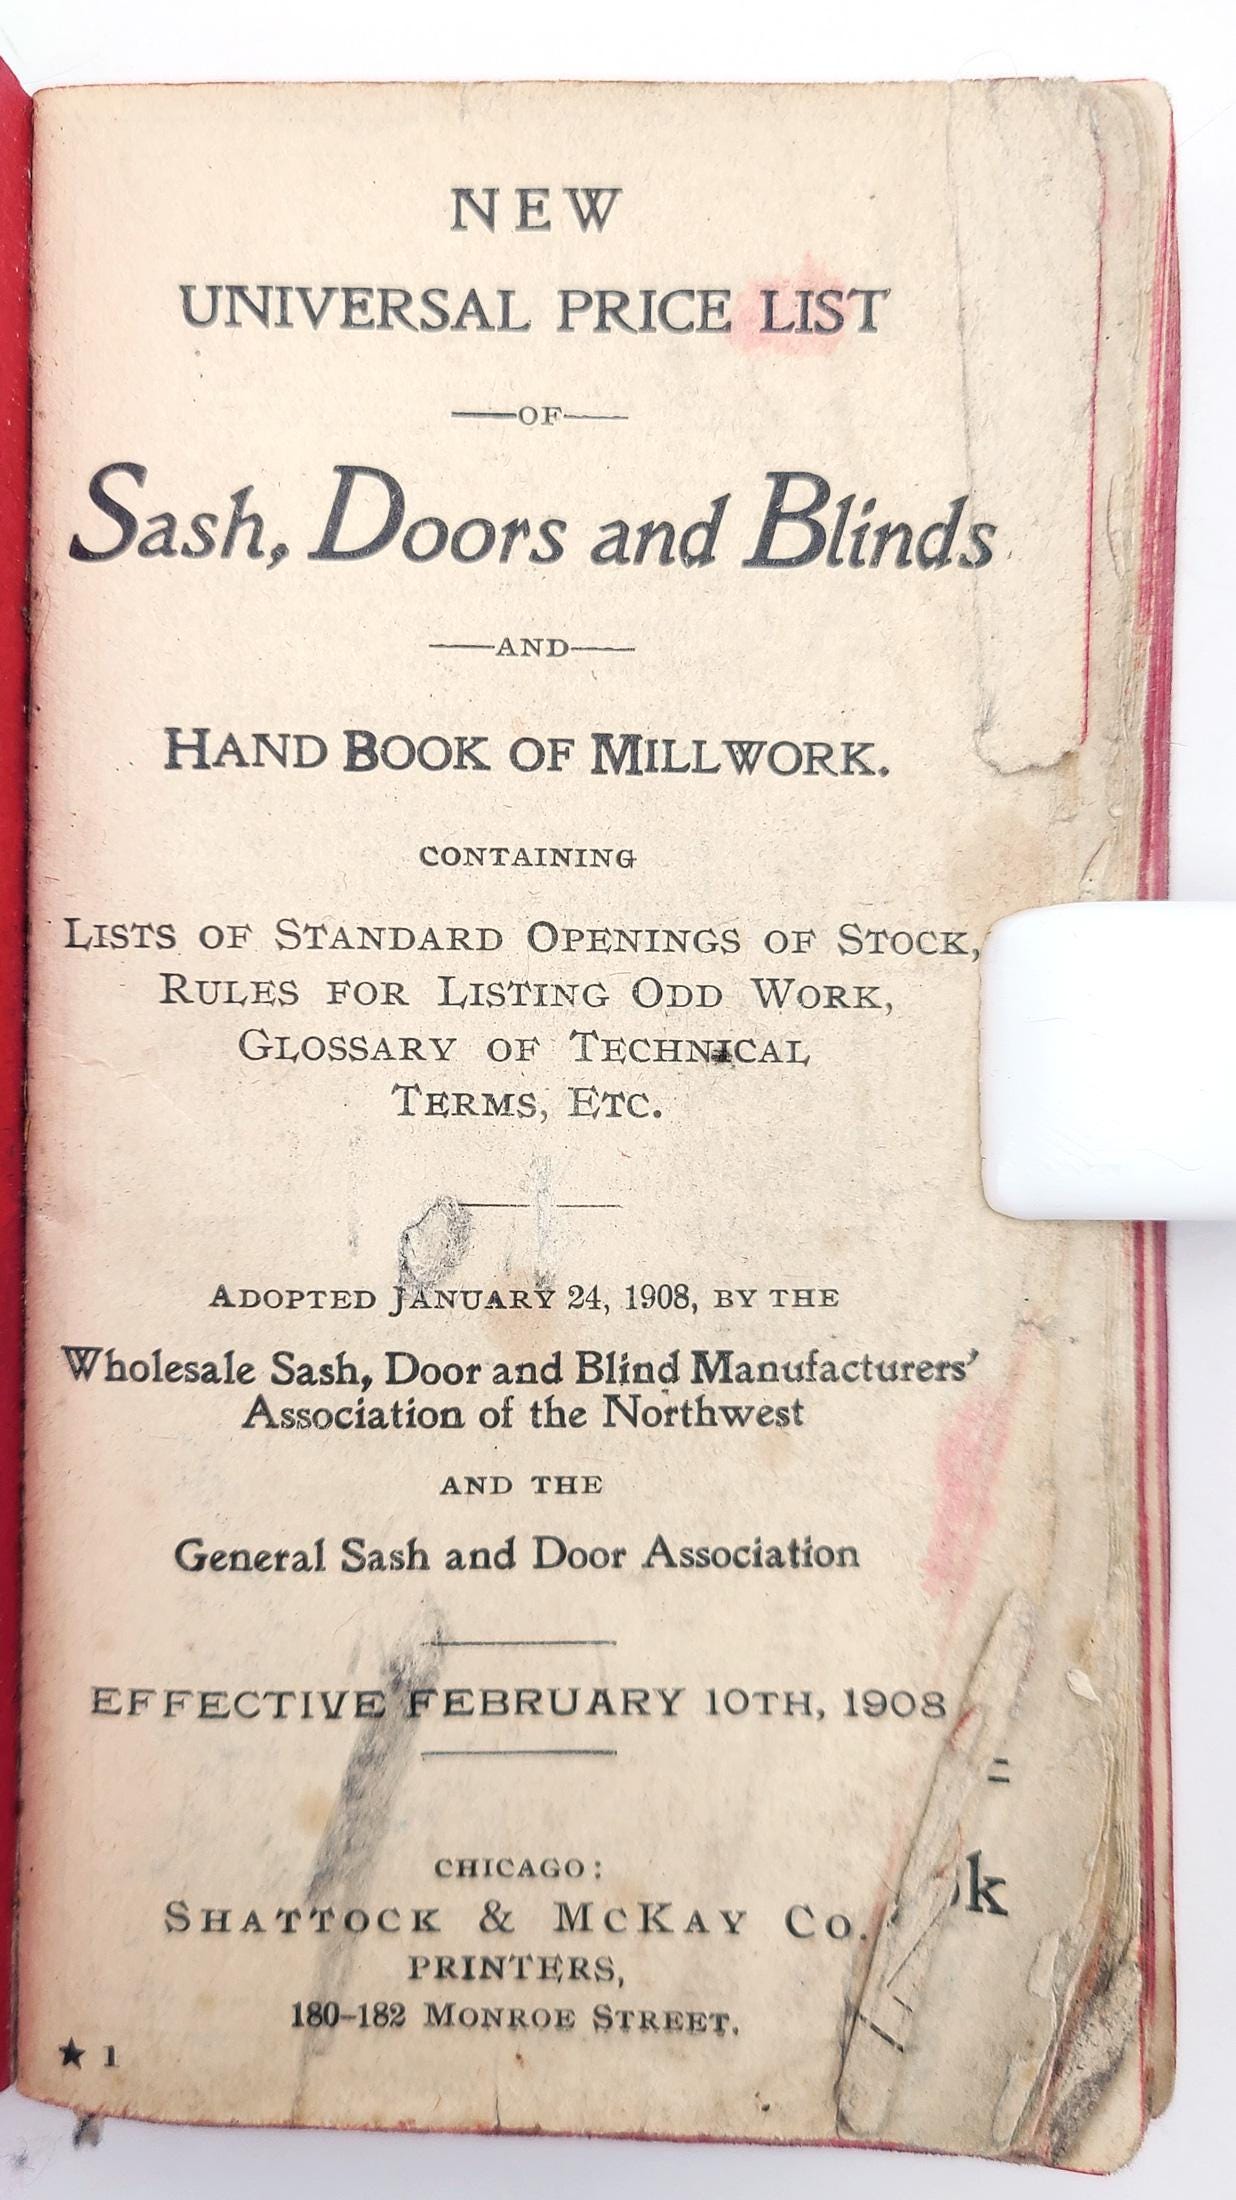 NEW
UNIVERSAL PRICE LIST
—OF—
Sash, Doors and Blinds
—AND—
HAND BOOK OF MILLWORK.
CONTAINING
LISTS OF STANDARD OPENINGS OF STOCK,
RULES FOR LISTING ODD WORK,
GLOSSARY OF TECHNICAL
TERMS, ETC.
ADOPTED JANUARY 24, 1908, BY THE
Wholesale Sash, Door and Blind Manufacturers'
Association of the Northwest
AND THE
General Sash and Door Association
EFFECTIVE FEBRUARY 10TH, 1908
CHICAGO:
SHATTOCK & MCKAY CO.
PRINTERS,
180-182 MONROE STREET.
★ 1